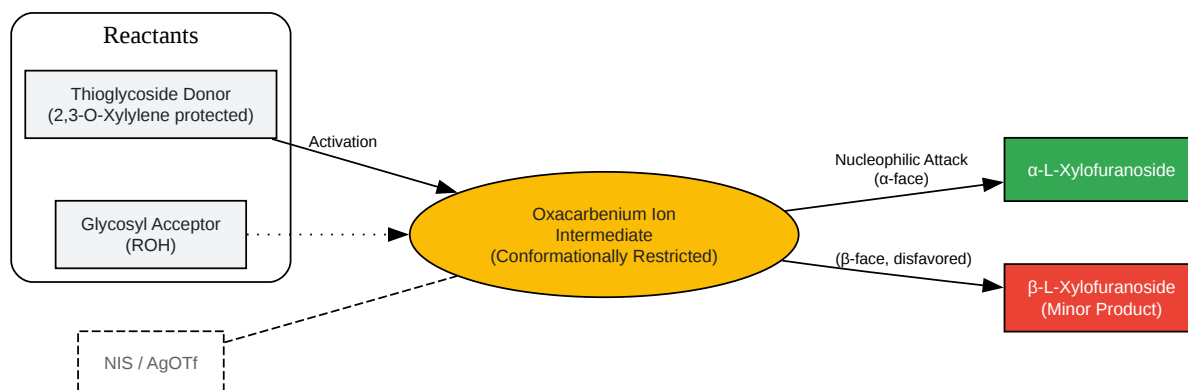 Reactants
Thioglycoside Donor
(2,3-O-Xylylene protected)
Activation
Glycosyl Acceptor
(ROH)
NIS / AgOTf
Oxacarbenium Ion
Intermediate
(Conformationally Restricted)
Nucleophilic Attack
(α-face)
α-L-Xylofuranoside
(β-face, disfavored)
β-L-Xylofuranoside
(Minor Product)